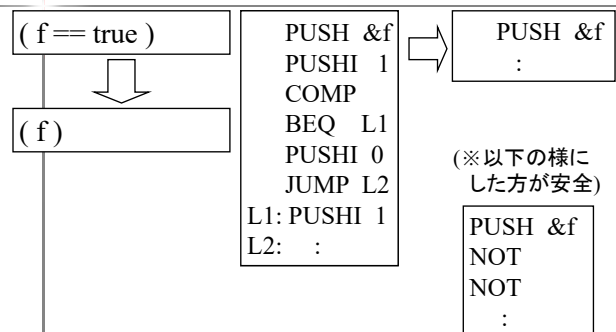 ( f == true )
( f )
PUSH &f
PUSHI 1
COMP
BEQ L1
PUSHI 0
JUMP L2
L1: PUSHI 1
L2: :
PUSH &f
:
(※以下の様に
した方が安全)
PUSH &f
NOT
NOT
: